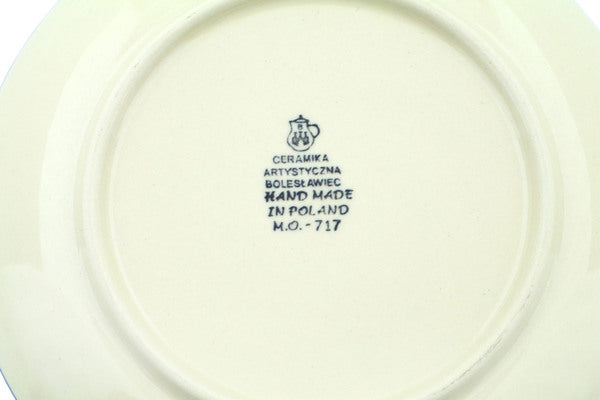 B
CERAMIKA
ARTYSTYCZNA
BOLESŁAWIEC
HAND MADE
IN POLAND
M.O.-717